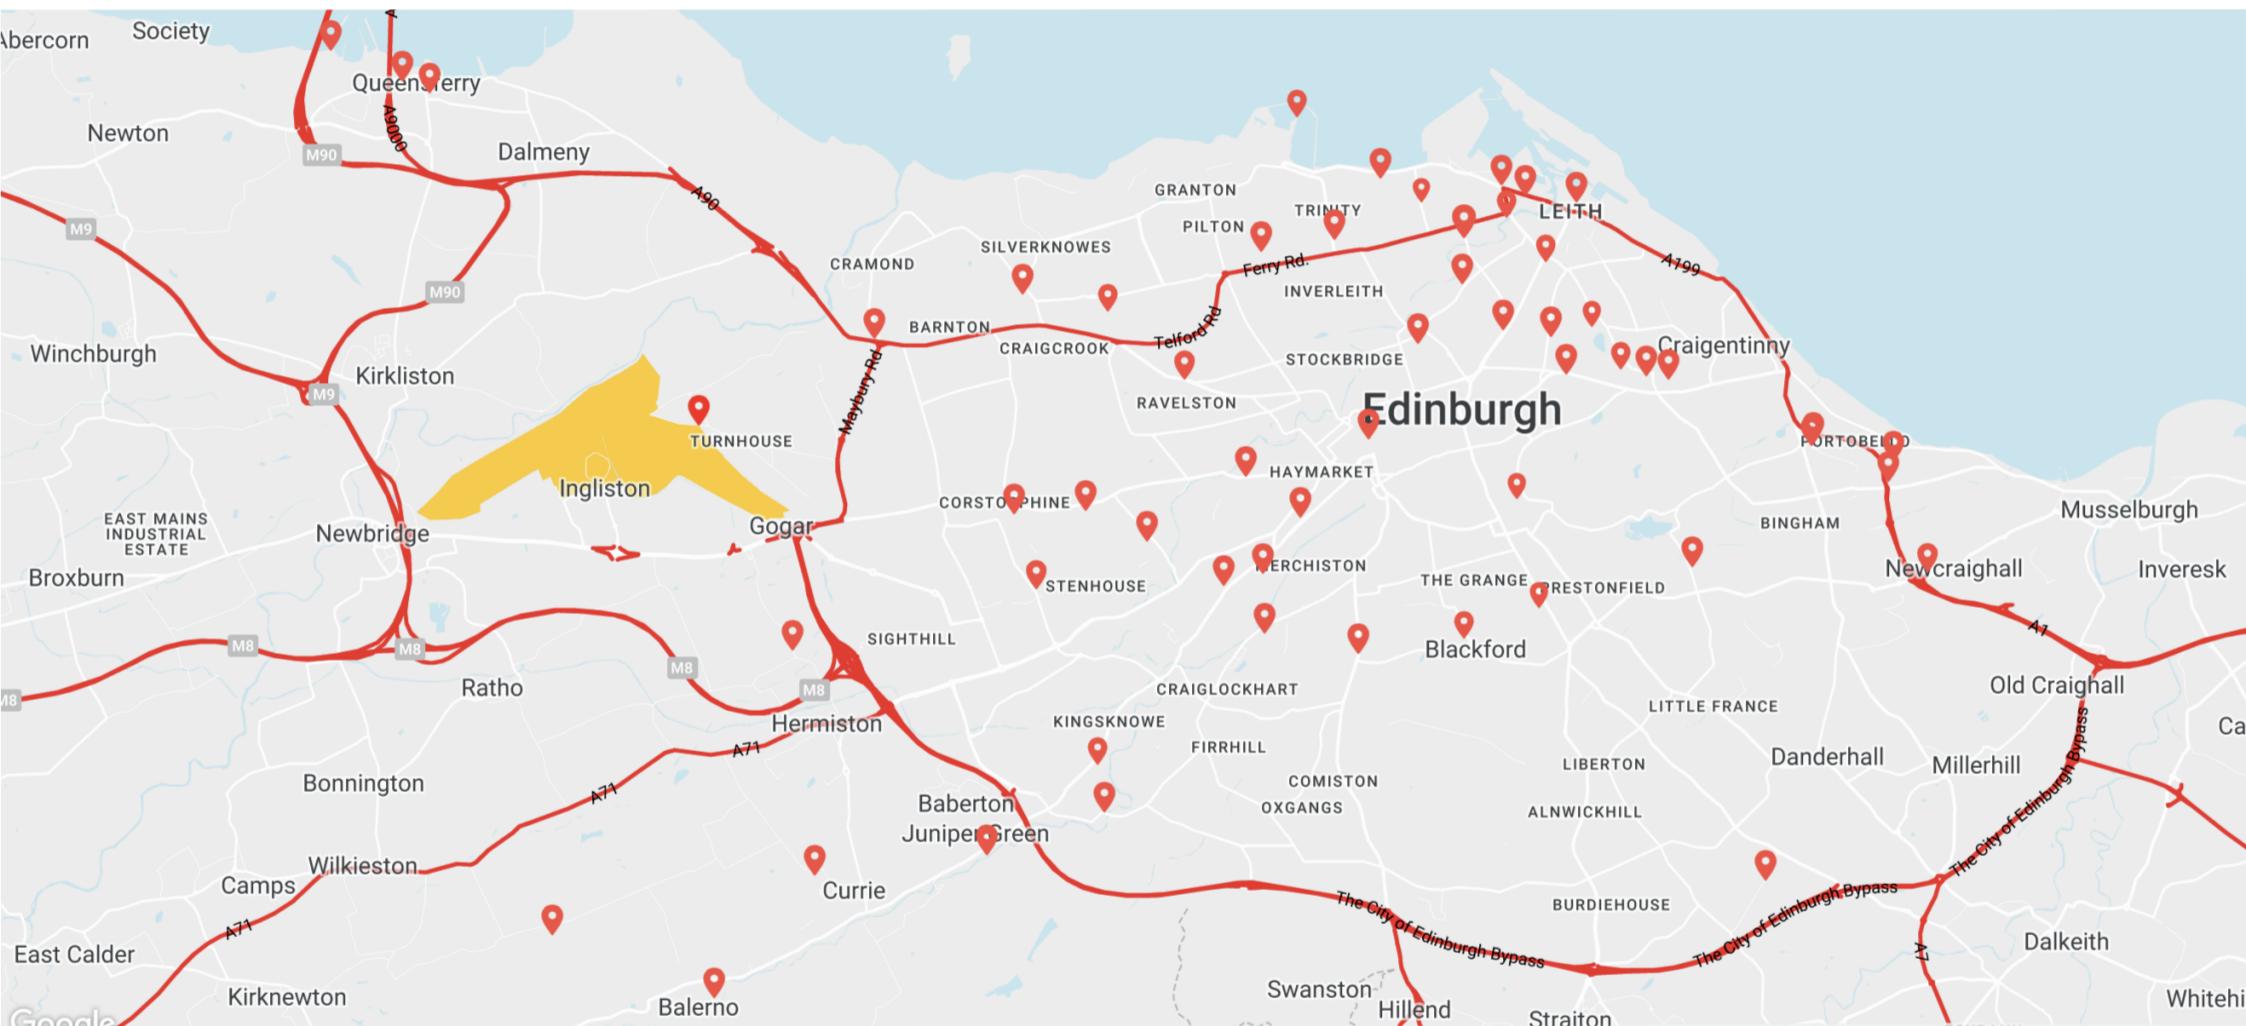 Society
Abercorn
Queensferry
A9000
Newton
M90
Dalmeny
A90
GRANTON
TRINITY
LEITH
PILTON
M9
SILVERKNOWES
CRAMOND
Ferry Rd.
A199
M90
INVERLEITH
BARNTON
Telford Rd
CRAIGCROOK
Craigentinny
Winchburgh
STOCKBRIDGE
Kirkliston
Maybury Rd
M9
RAVELSTON
Edinburgh
TURNHOUSE
PORTOBELLO
HAYMARKET
Ingliston
CORSTORPHINE
Musselburgh
EAST MAINS
INDUSTRIAL
ESTATE
Newbridge
Gogar
BINGHAM
MERCHISTON
Newcraighall
Inveresk
Broxburn
STENHOUSE
THE GRANGE
PRESTONFIELD
A1
SIGHTHILL
M8
M8
Blackford
M8
Ratho
M8
M8
CRAIGLOCKHART
Old Craighall
LITTLE FRANCE
Hermiston
KINGSKNOWE
Ca
A71
FIRRHILL
The City of Edinburgh Bypass
Danderhall
LIBERTON
Millerhill
Bonnington
COMISTON
A71
Baberton
OXGANGS
ALNWICKHILL
Juniper Green
Wilkieston
Camps
Currie
The City of Edinburgh Bypass
BURDIEHOUSE
A71
The City of Edinburgh Bypass
A7
Dalkeith
East Calder
Swanston
Kirknewton
Whitehi
Balerno
Hillend
Straiton
Google